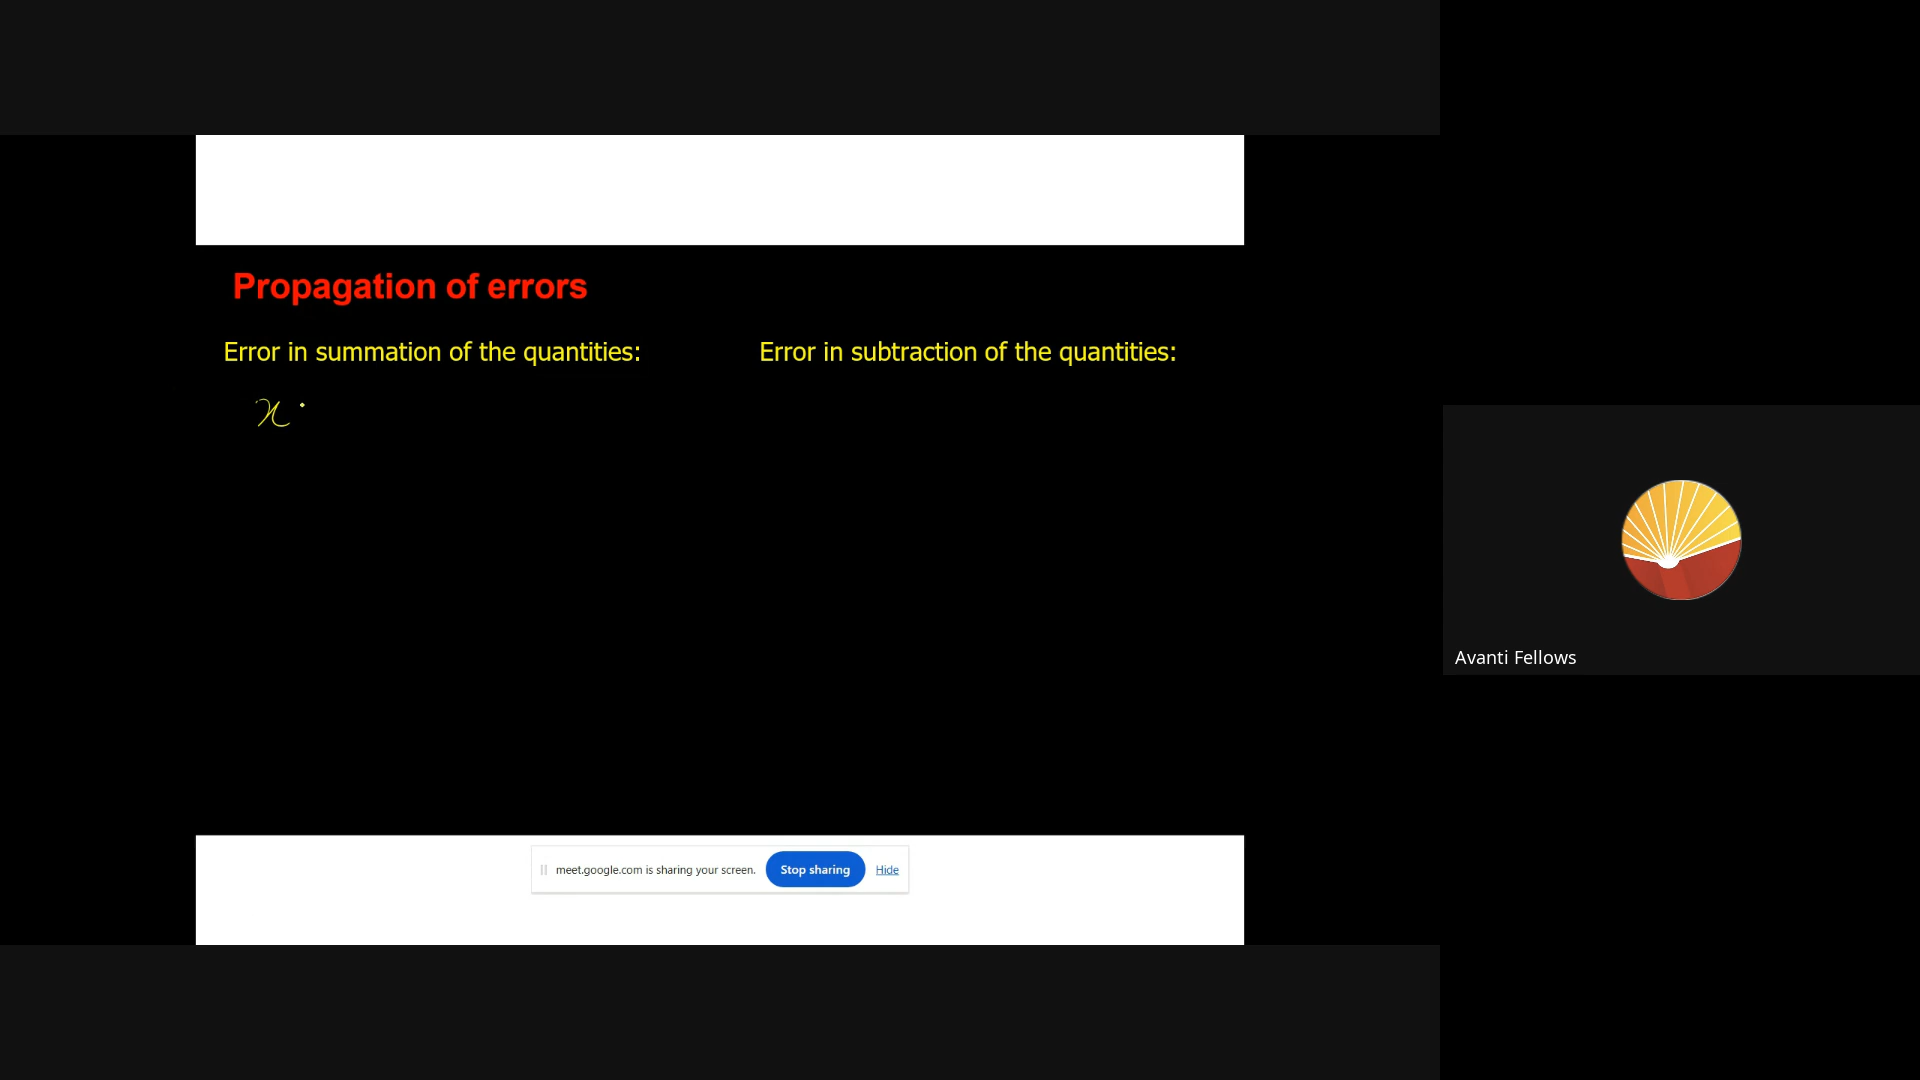 Propagation of errors
Error in summation of the quantities:
Error in subtraction of the quantities:
x
Avanti Fellows
meet.google.com is sharing your screen. Stop sharing Hide